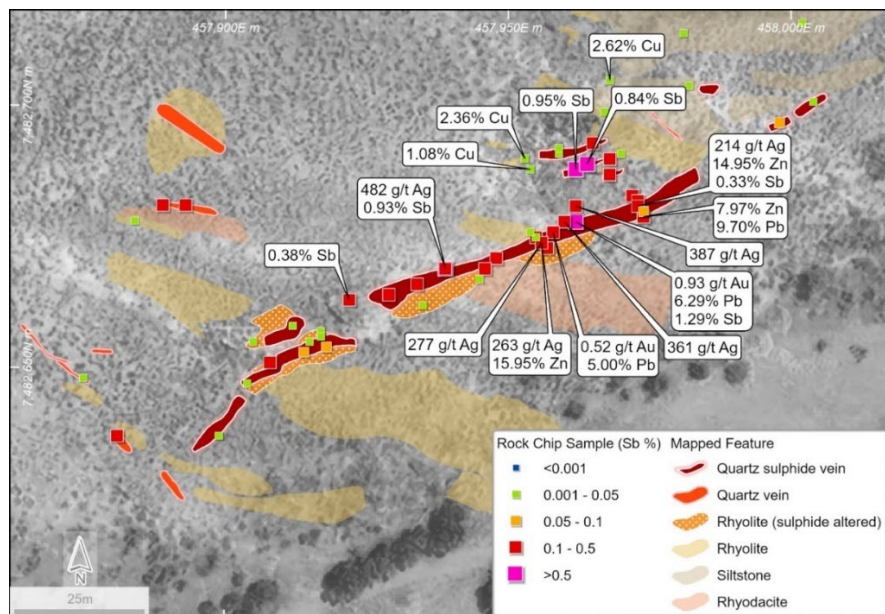 457,900E m
457,950E m
458,000E m
7,482,700N m
7,482,650N m
2.62% Cu
0.95% Sb
0.84% Sb
2.36% Cu
1.08% Cu
214 g/t Ag
14.95% Zn
0.33% Sb
482 g/t Ag
0.93% Sb
7.97% Zn
9.70% Pb
0.38% Sb
387 g/t Ag
0.93 g/t Au
6.29% Pb
1.29% Sb
277 g/t Ag
263 g/t Ag
15.95% Zn
0.52 g/t Au
5.00% Pb
361 g/t Ag
Rock Chip Sample (Sb %)
<0.001
0.001 - 0.05
0.05 - 0.1
0.1 - 0.5
>0.5
Mapped Feature
Quartz sulphide vein
Quartz vein
Rhyolite (sulphide altered)
Rhyolite
Siltstone
Rhyodacite
N
25m